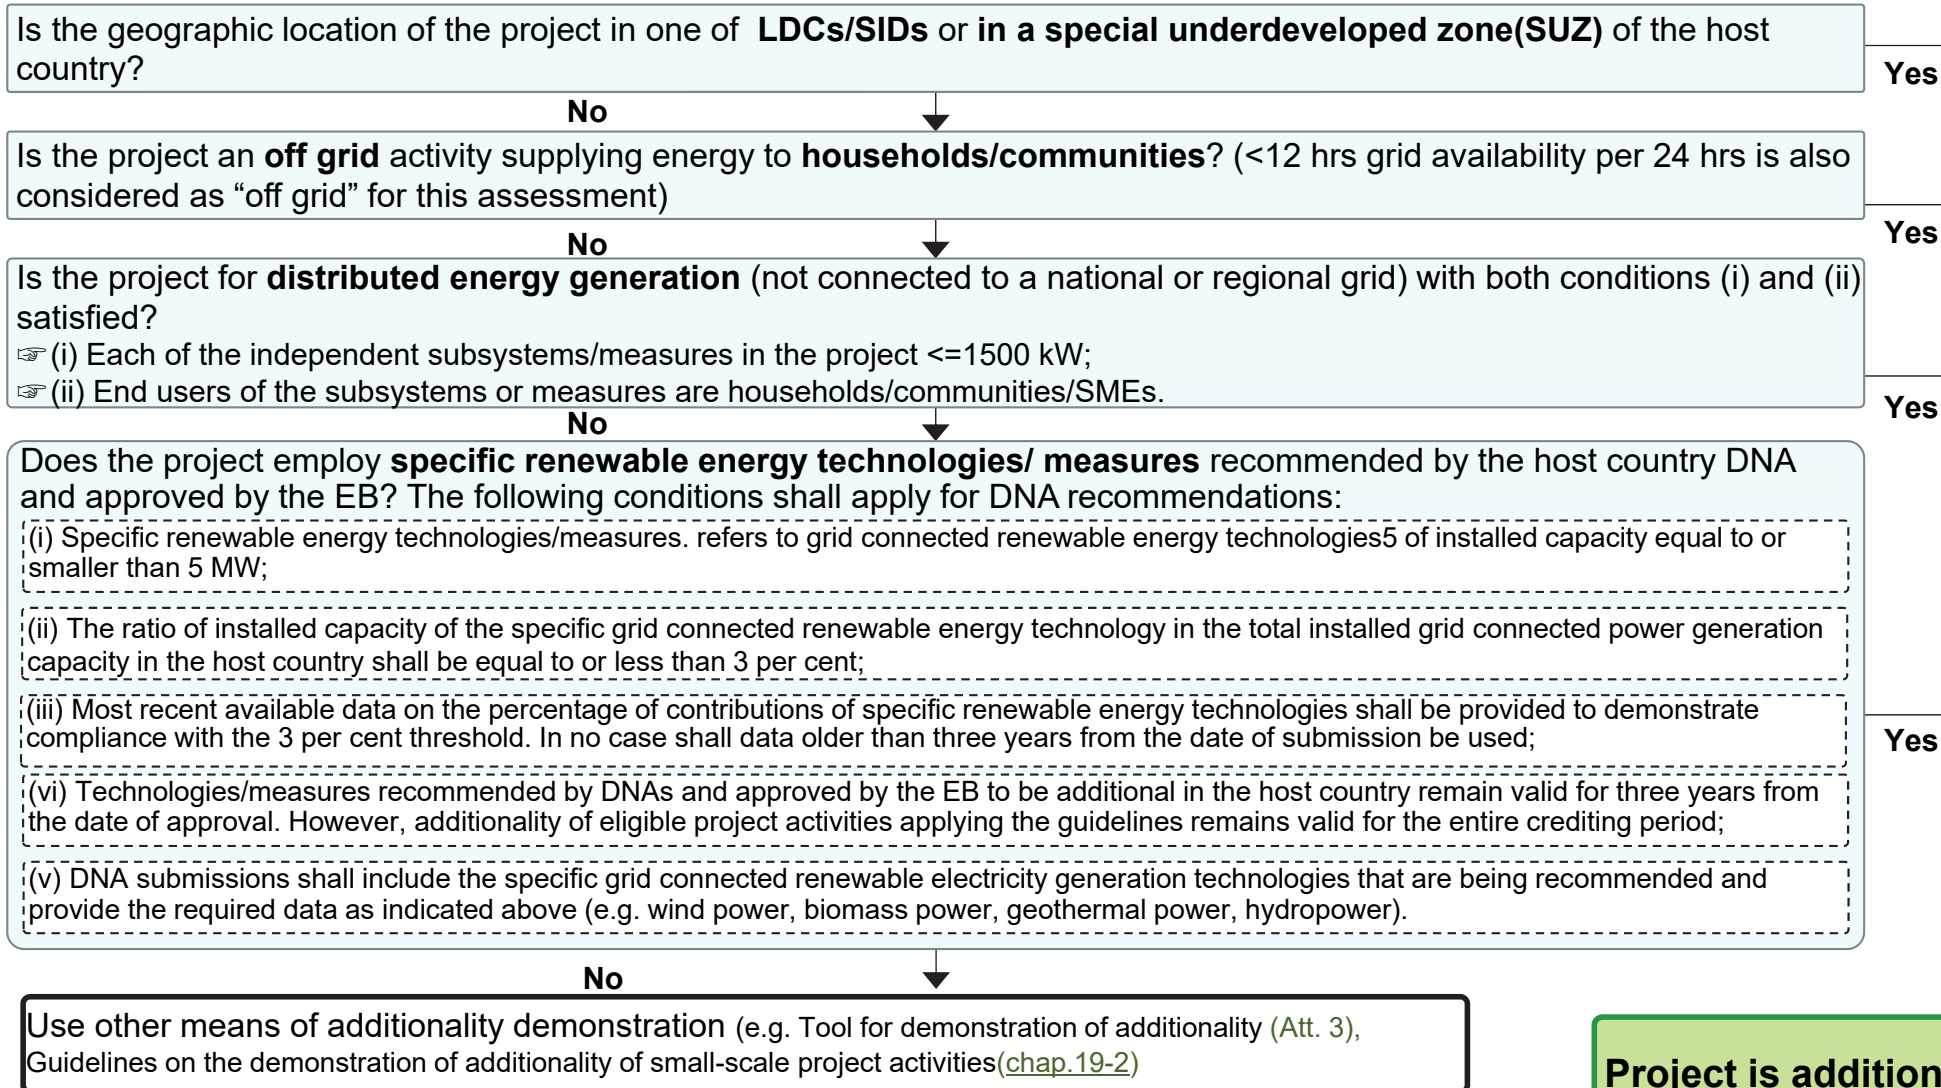 Is the geographic location of the project in one of LDCs/SIDs or in a special underdeveloped zone(SUZ) of the host
country?
Yes
No
Is the project an off grid activity supplying energy to households/communities? (<12 hrs grid availability per 24 hrs is also
considered as “off grid” for this assessment)
Yes
No
Is the project for distributed energy generation (not connected to a national or regional grid) with both conditions (i) and (ii)
satisfied?
☞(i) Each of the independent subsystems/measures in the project <=1500 kW;
☞(ii) End users of the subsystems or measures are households/communities/SMEs.
Yes
No
Does the project employ specific renewable energy technologies/ measures recommended by the host country DNA
and approved by the EB? The following conditions shall apply for DNA recommendations:
(i) Specific renewable energy technologies/measures. refers to grid connected renewable energy technologies5 of installed capacity equal to or
smaller than 5 MW;
(ii) The ratio of installed capacity of the specific grid connected renewable energy technology in the total installed grid connected power generation
capacity in the host country shall be equal to or less than 3 per cent;
(iii) Most recent available data on the percentage of contributions of specific renewable energy technologies shall be provided to demonstrate
compliance with the 3 per cent threshold. In no case shall data older than three years from the date of submission be used;
Yes
(vi) Technologies/measures recommended by DNAs and approved by the EB to be additional in the host country remain valid for three years from
the date of approval. However, additionality of eligible project activities applying the guidelines remains valid for the entire crediting period;
(v) DNA submissions shall include the specific grid connected renewable electricity generation technologies that are being recommended and
provide the required data as indicated above (e.g. wind power, biomass power, geothermal power, hydropower).
No
Use other means of additionality demonstration (e.g. Tool for demonstration of additionality (Att. 3),
Guidelines on the demonstration of additionality of small-scale project activities(chap.19-2)
Project is addition